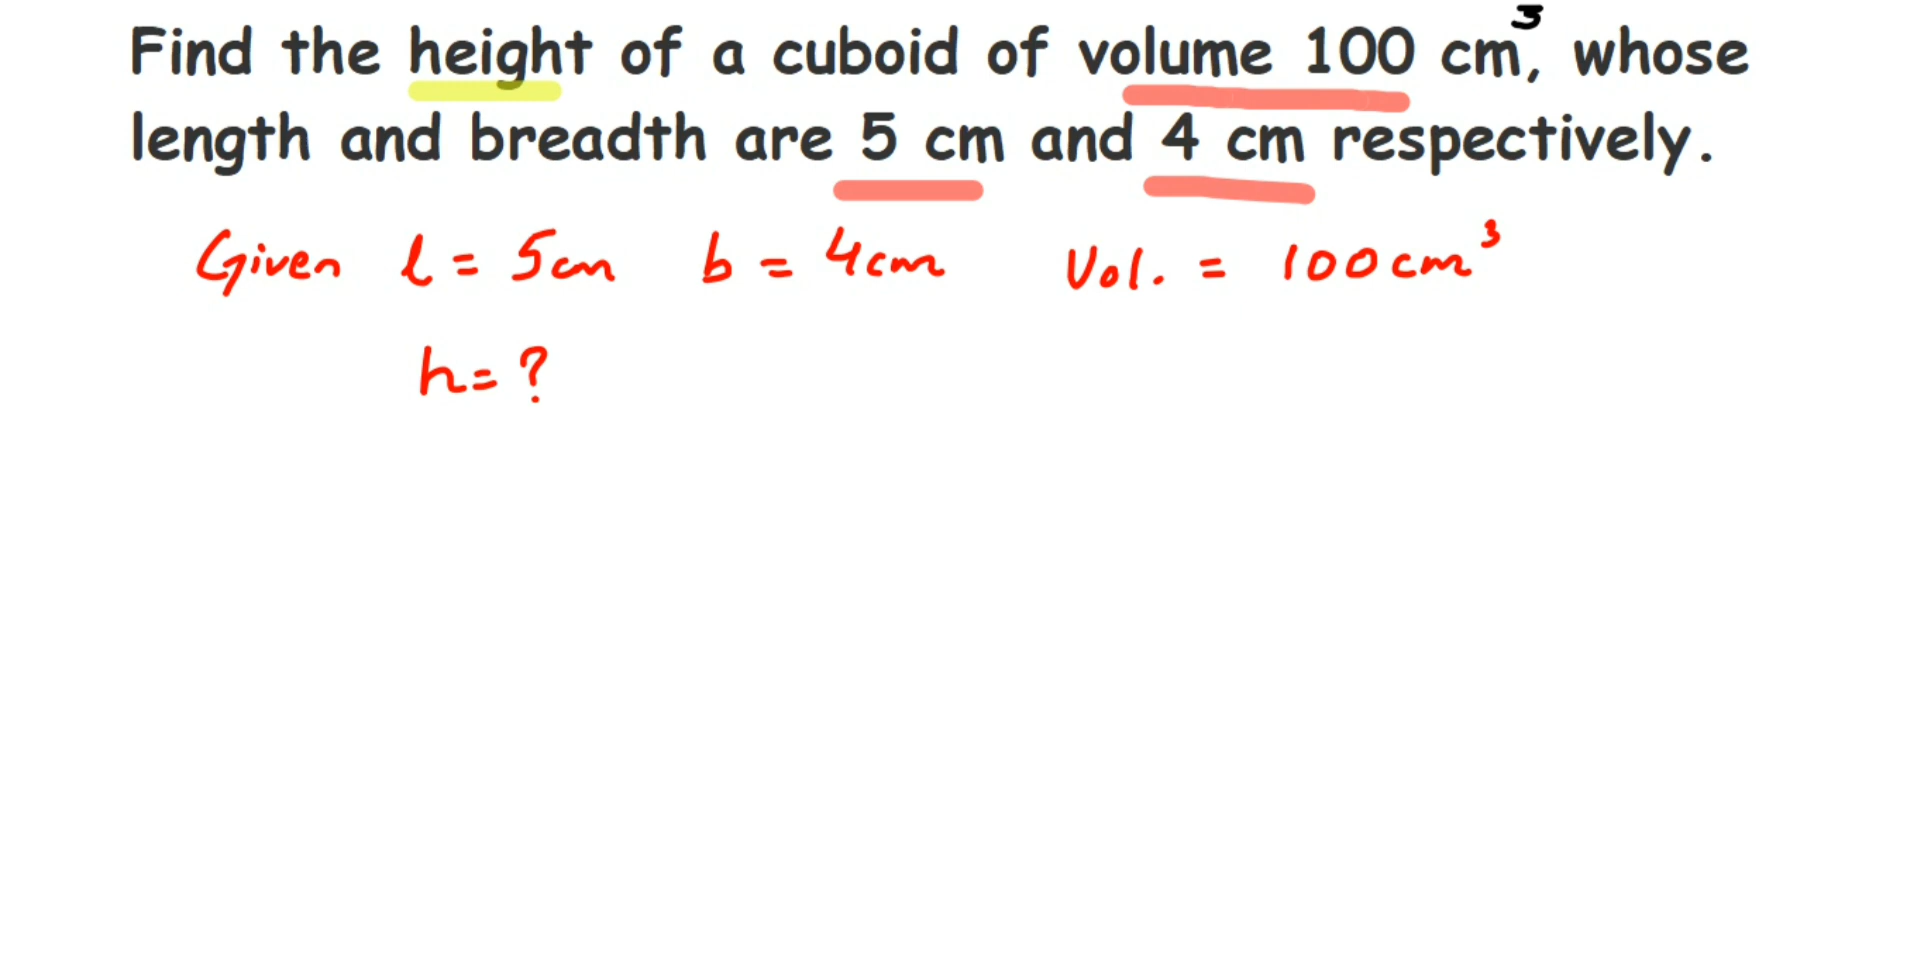 Find the height of a cuboid of volume 100 cm³, whose
length and breadth are 5 cm and 4 cm respectively.
Given l = 5cm b = 4cm Vol. = 100cm³
h = ?